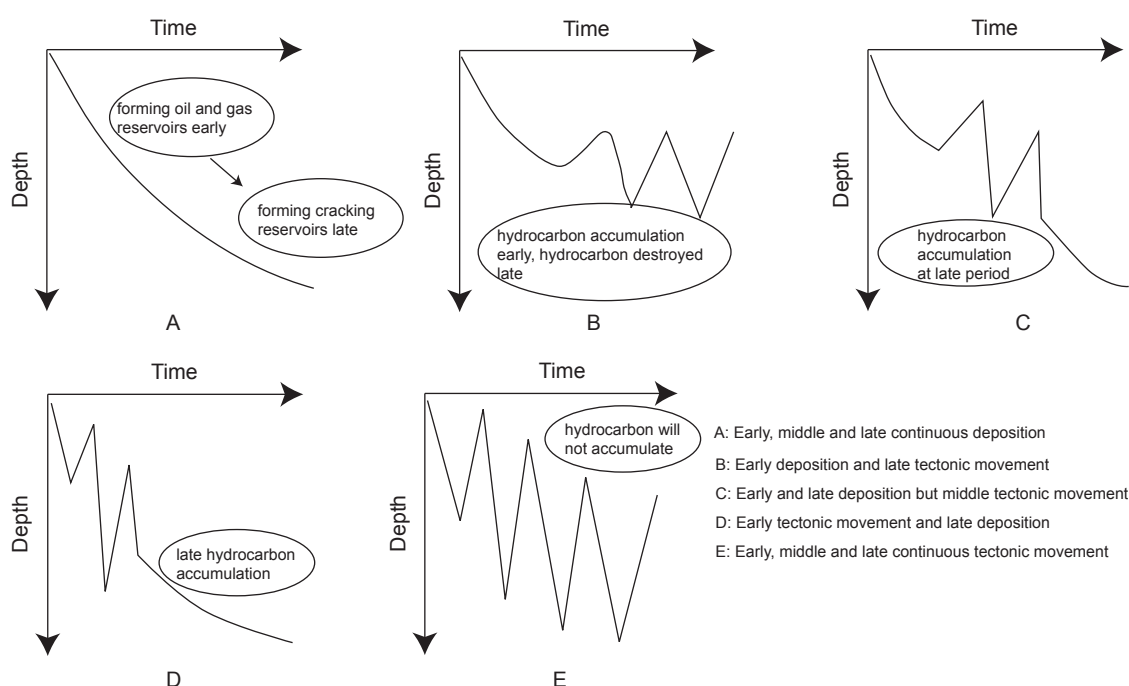 Time
Depth
forming oil and gas
reservoirs early
forming cracking
reservoirs late
A
Time
Depth
hydrocarbon accumulation
early, hydrocarbon destroyed
late
B
Time
Depth
hydrocarbon
accumulation
at late period
C
Time
Depth
late hydrocarbon
accumulation
D
Time
Depth
hydrocarbon will
not accumulate
E
A: Early, middle and late continuous deposition
B: Early deposition and late tectonic movement
C: Early and late deposition but middle tectonic movement
D: Early tectonic movement and late deposition
E: Early, middle and late continuous tectonic movement